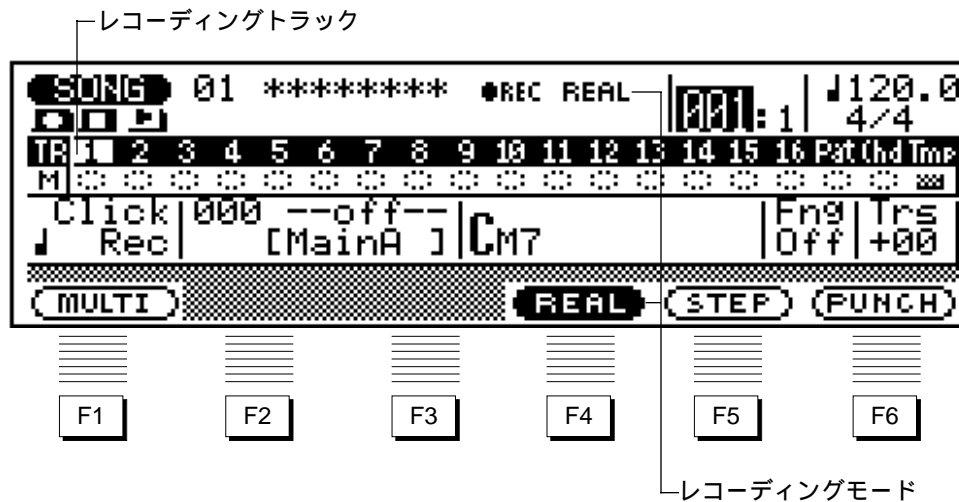 レコーディングトラック
SONG 01 ******** ●REC REAL 001:1 ♩120.0
4/4
TR 1 2 3 4 5 6 7 8 9 10 11 12 13 14 15 16 Pat Chd Tmp
M
Click 000 --off-- CM7 Fng Trs
♩ Rec [MainA ] Off +00
MULTI REAL STEP PUNCH
F1 F2 F3 F4 F5 F6
レコーディングモード